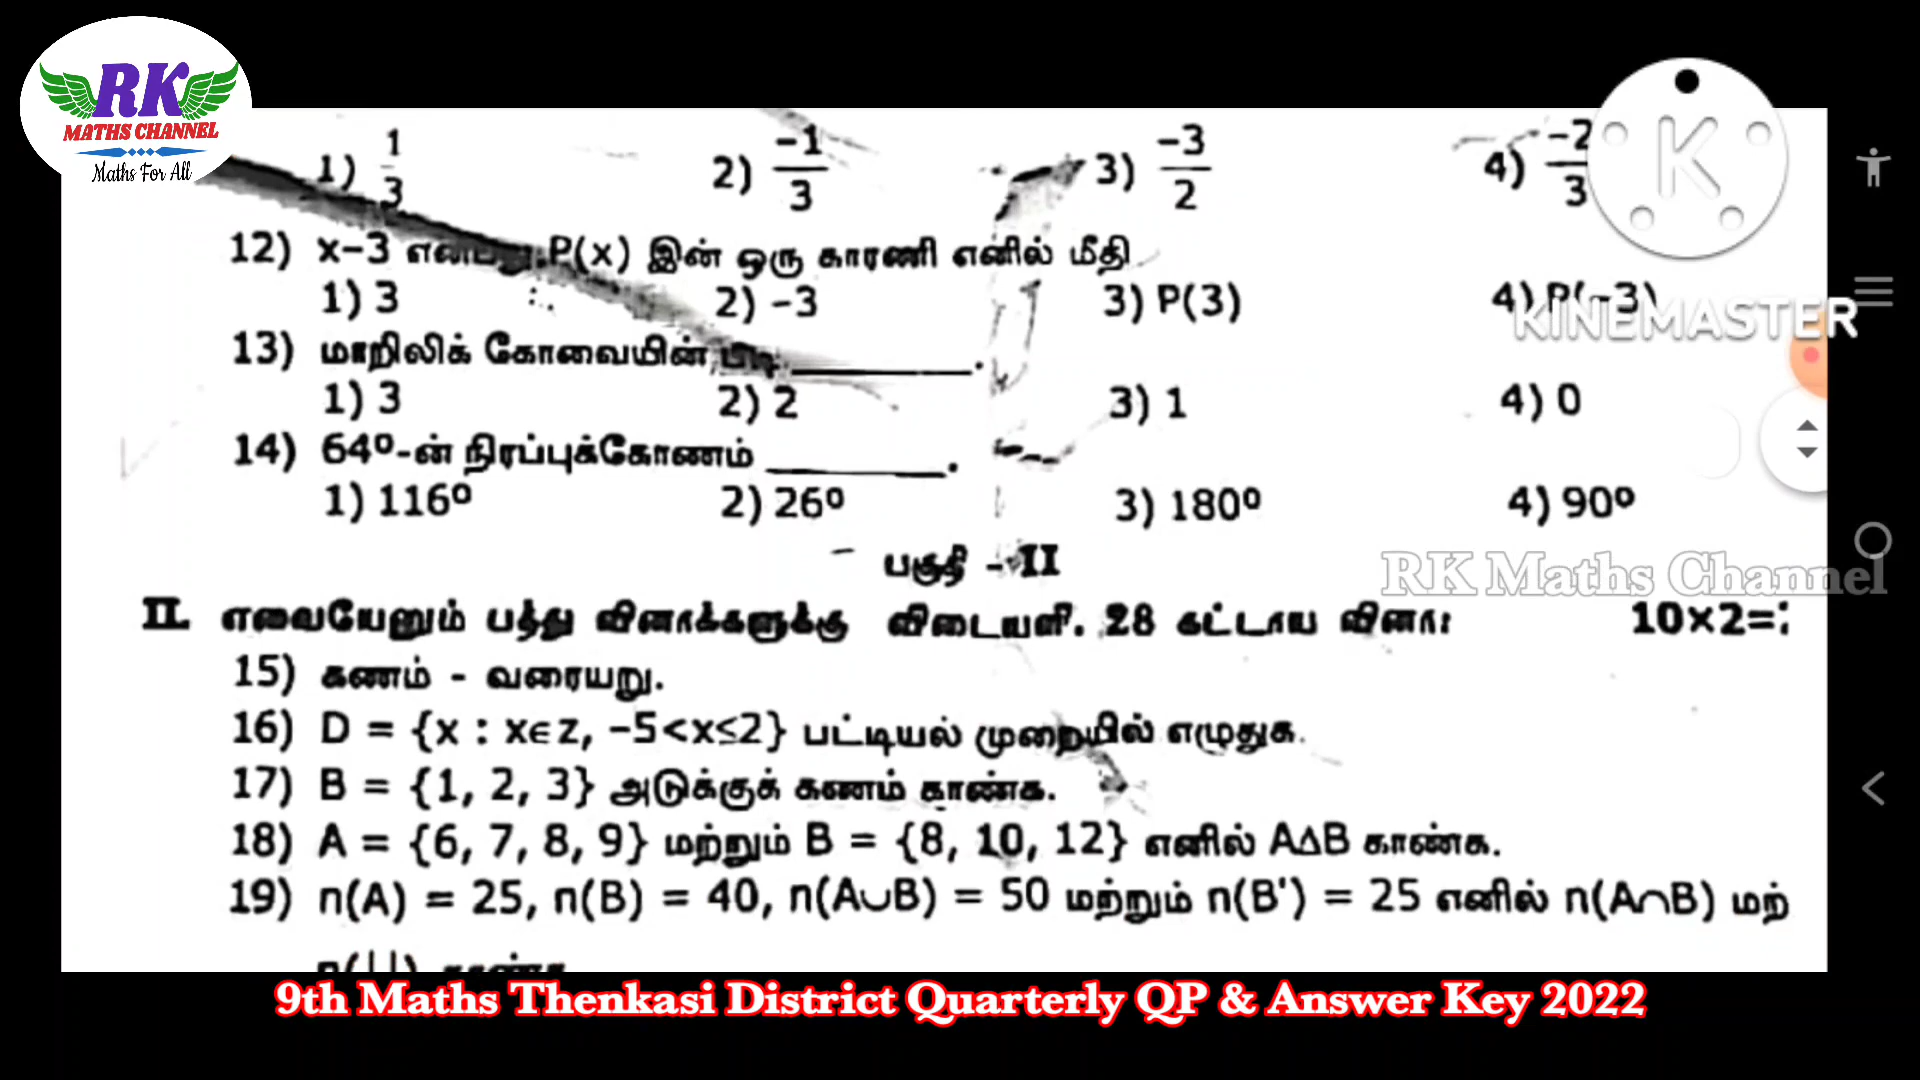 RK
MATHS CHANNEL
Maths For All
1) 1/3 2) -1/3 3) -3/2 4) -2/3
K
12) x-3 P(x) இன் ஒரு காரணி எனில் மீதி
1) 3 2) -3 3) P(3) 4) P(-3)
KINEMASTER
13) மாறிலிக் கோவையின் ________.
1) 3 2) 2 3) 1 4) 0
14) 64º-ன் நிரப்புக்கோணம் ________.
1) 116º 2) 26º 3) 180º 4) 90º
பகுதி - II
RK Maths Channel
II. எவையேனும் பத்து வினாக்களுக்கு விடையளி. 28 கட்டாய வினா: 10×2=
15) கணம் - வரையறு.
16) D = {x : x∈z, -5<x≤2} பட்டியல் முறையில் எழுதுக.
17) B = {1, 2, 3} அடுக்குக் கணம் காண்க.
18) A = {6, 7, 8, 9} மற்றும் B = {8, 10, 12} எனில் AΔB காண்க.
19) n(A) = 25, n(B) = 40, n(A∪B) = 50 மற்றும் n(B') = 25 எனில் n(A∩B) மற்
9th Maths Thenkasi District Quarterly QP & Answer Key 2022